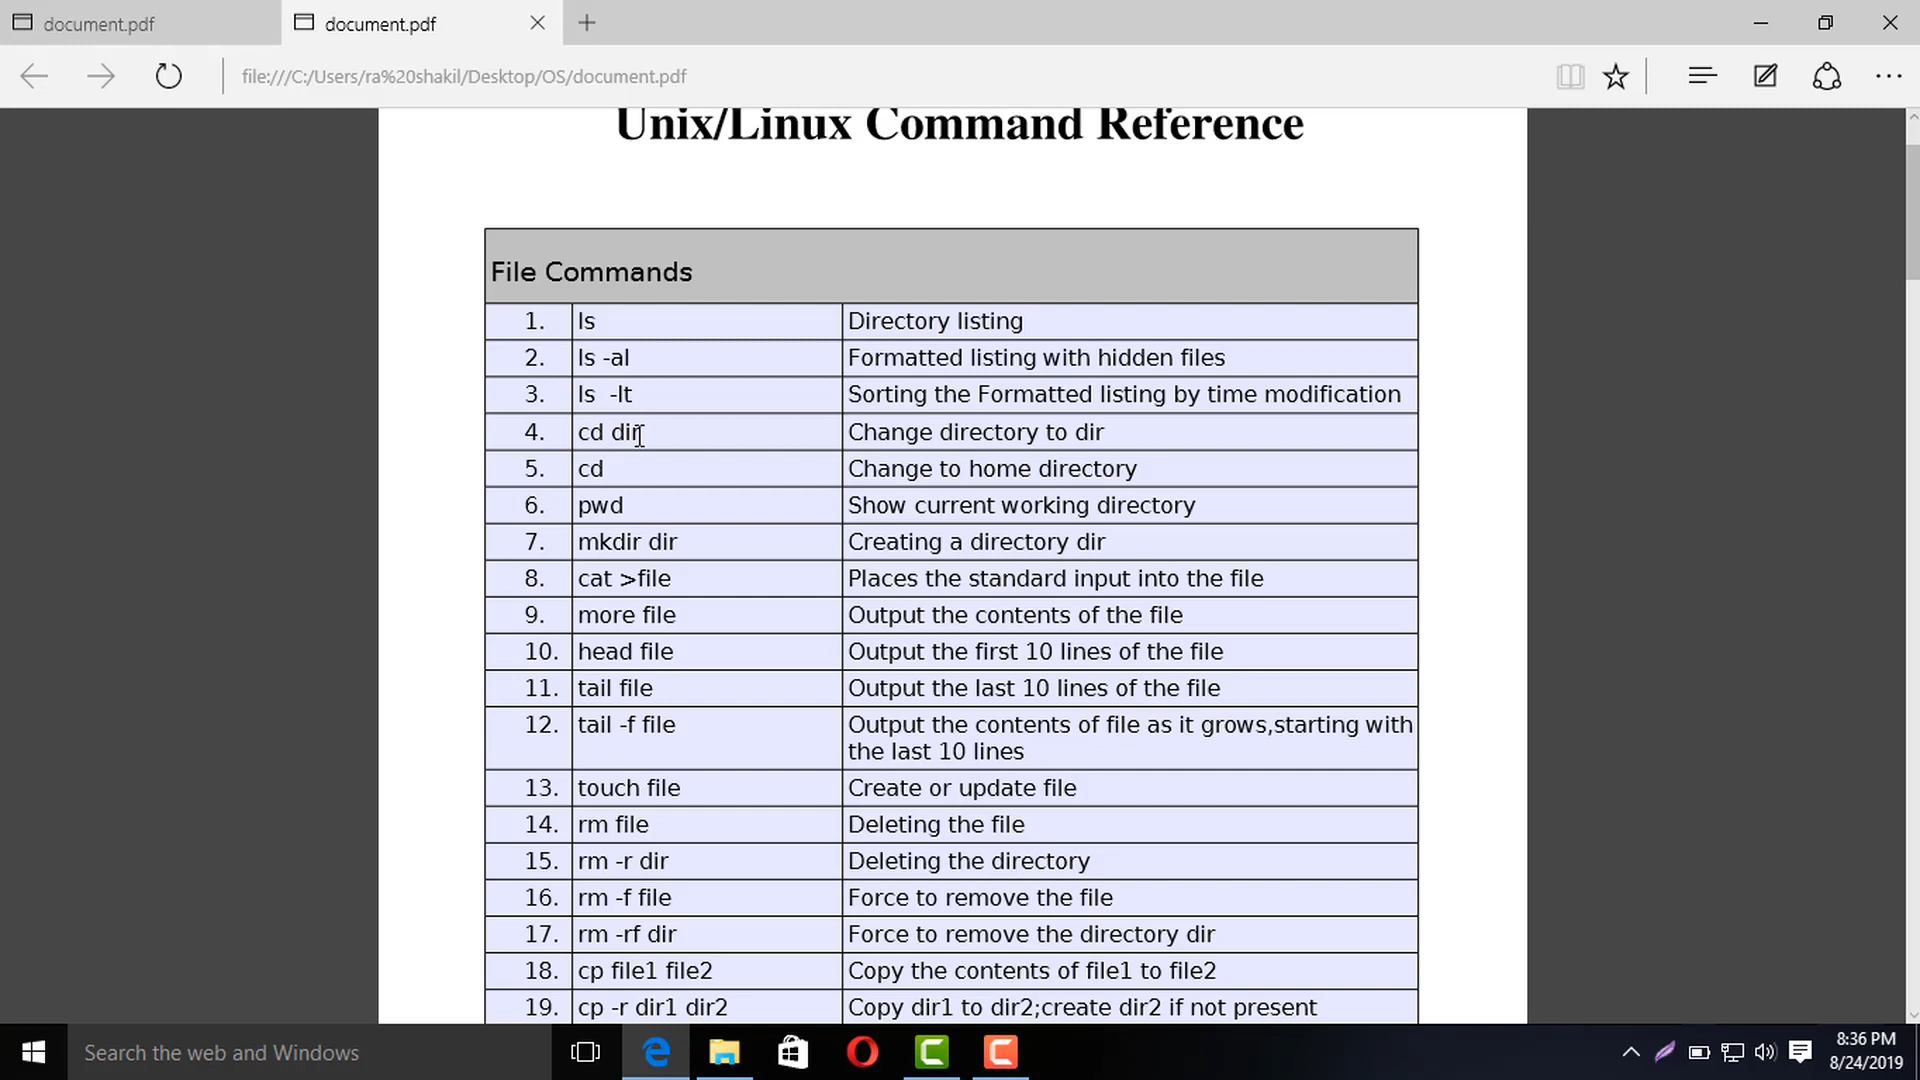 document.pdf
document.pdf
file:///C:/Users/ra%20shakil/Desktop/OS/document.pdf
Unix/Linux Command Reference
File Commands
1. ls Directory listing
2. ls -al Formatted listing with hidden files
3. ls -lt Sorting the Formatted listing by time modification
4. cd dir Change directory to dir
5. cd Change to home directory
6. pwd Show current working directory
7. mkdir dir Creating a directory dir
8. cat >file Places the standard input into the file
9. more file Output the contents of the file
10. head file Output the first 10 lines of the file
11. tail file Output the last 10 lines of the file
12. tail -f file Output the contents of file as it grows,starting with
the last 10 lines
13. touch file Create or update file
14. rm file Deleting the file
15. rm -r dir Deleting the directory
16. rm -f file Force to remove the file
17. rm -rf dir Force to remove the directory dir
18. cp file1 file2 Copy the contents of file1 to file2
19. cp -r dir1 dir2 Copy dir1 to dir2;create dir2 if not present
Search the web and Windows
8:36 PM
8/24/2019